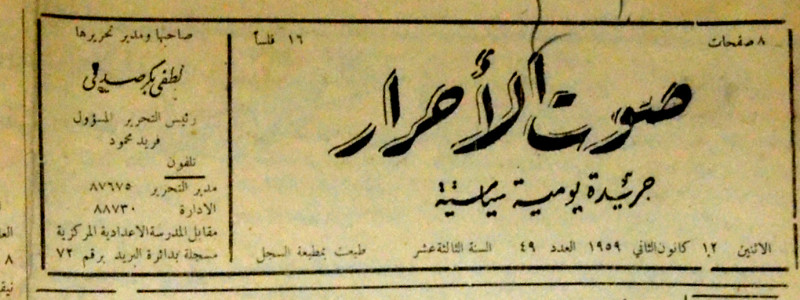 ٨ صفحات
١٦ فلساً
صوت الأحرار
جريدة يومية سياسية
الاثنين ١٢ كانون الثاني ١٩٥٩ العدد ٤٩ السنة الثالثة عشر طبعت بمطبعة السجل
صاحبها ومدير تحريرها
لطفي بكر صدقي
رئيس التحرير المسؤول
فريد محمود
تلفون
مدير التحرير ٨٧٦٧٥
الادارة ٨٨٧٣٠
مقابل المدرسة الاعدادية المركزية
مسجلة بدائرة البريد برقم ٧٢
٨